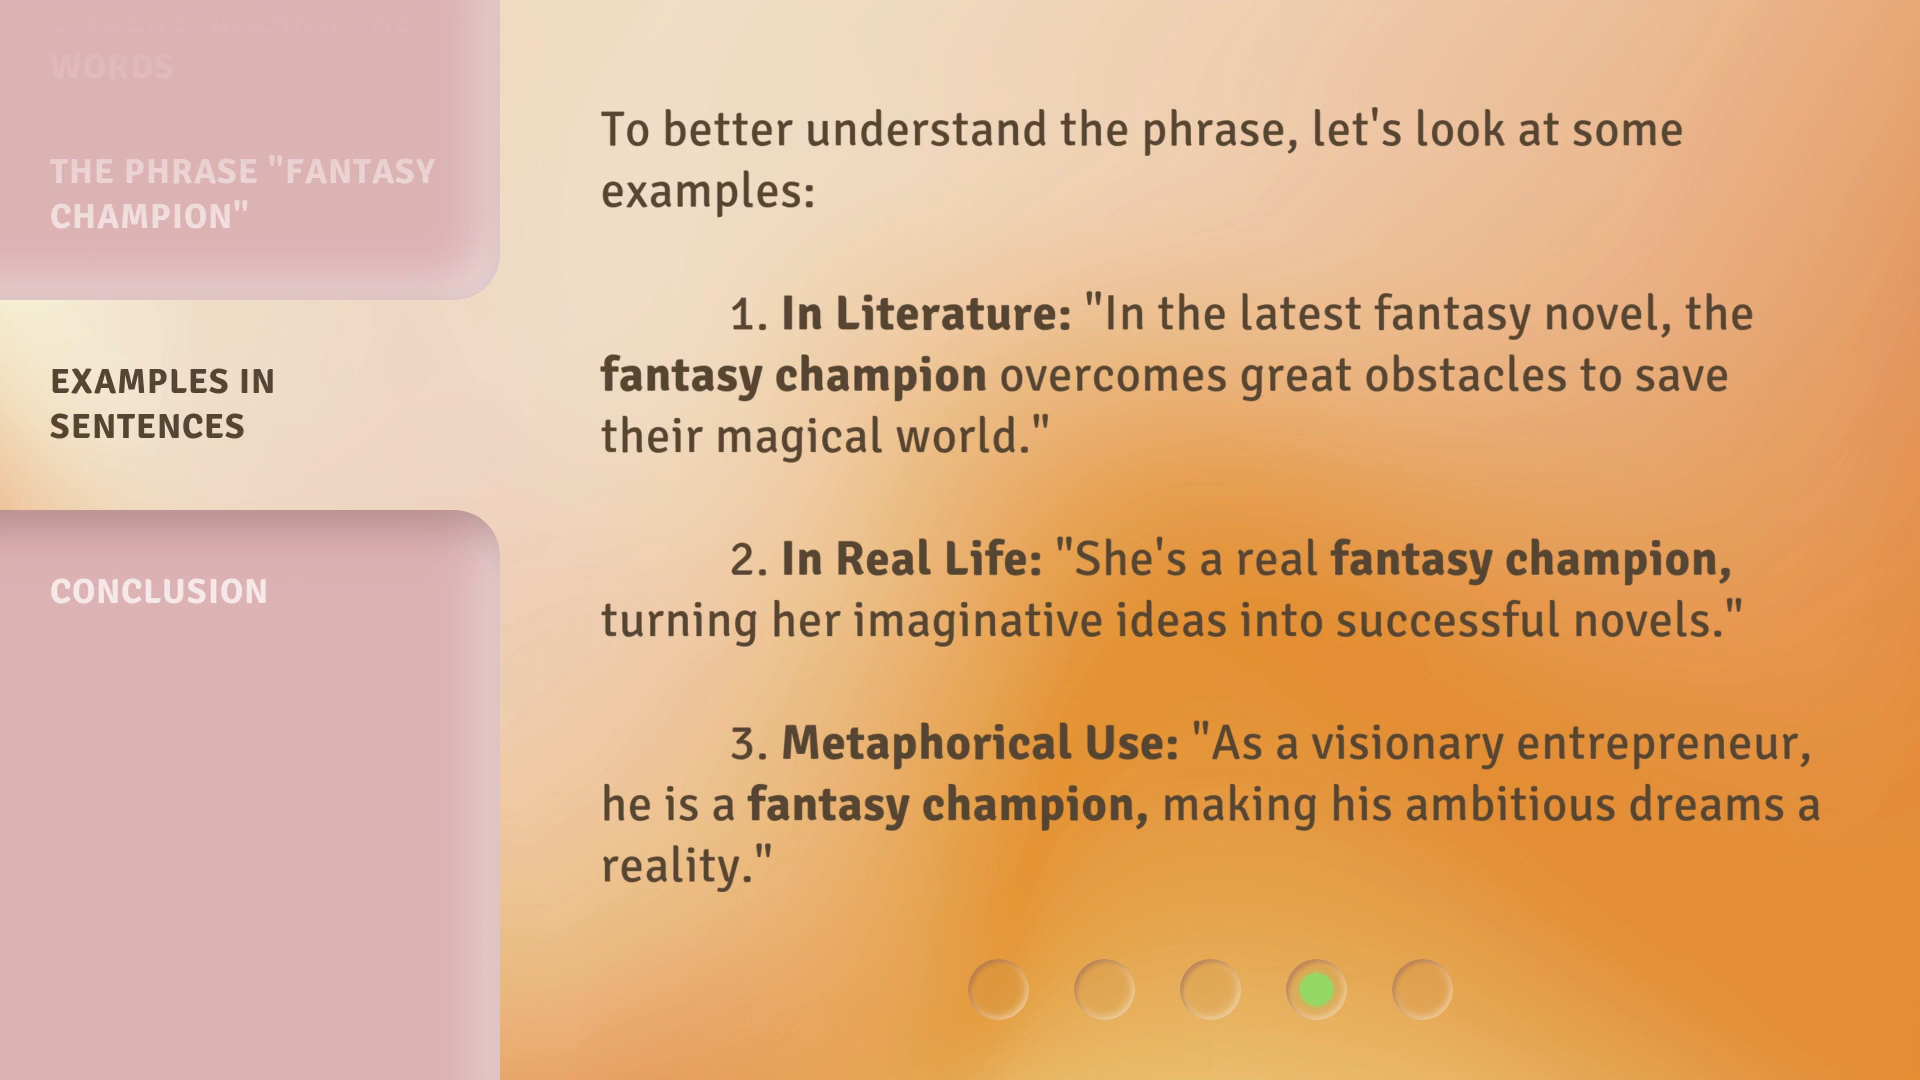 UNDERSTANDING THE
WORDS
THE PHRASE "FANTASY
CHAMPION"
EXAMPLES IN
SENTENCES
CONCLUSION
To better understand the phrase, let's look at some
examples:
1. In Literature: "In the latest fantasy novel, the
fantasy champion overcomes great obstacles to save
their magical world."
2. In Real Life: "She's a real fantasy champion,
turning her imaginative ideas into successful novels."
3. Metaphorical Use: "As a visionary entrepreneur,
he is a fantasy champion, making his ambitious dreams a
reality."